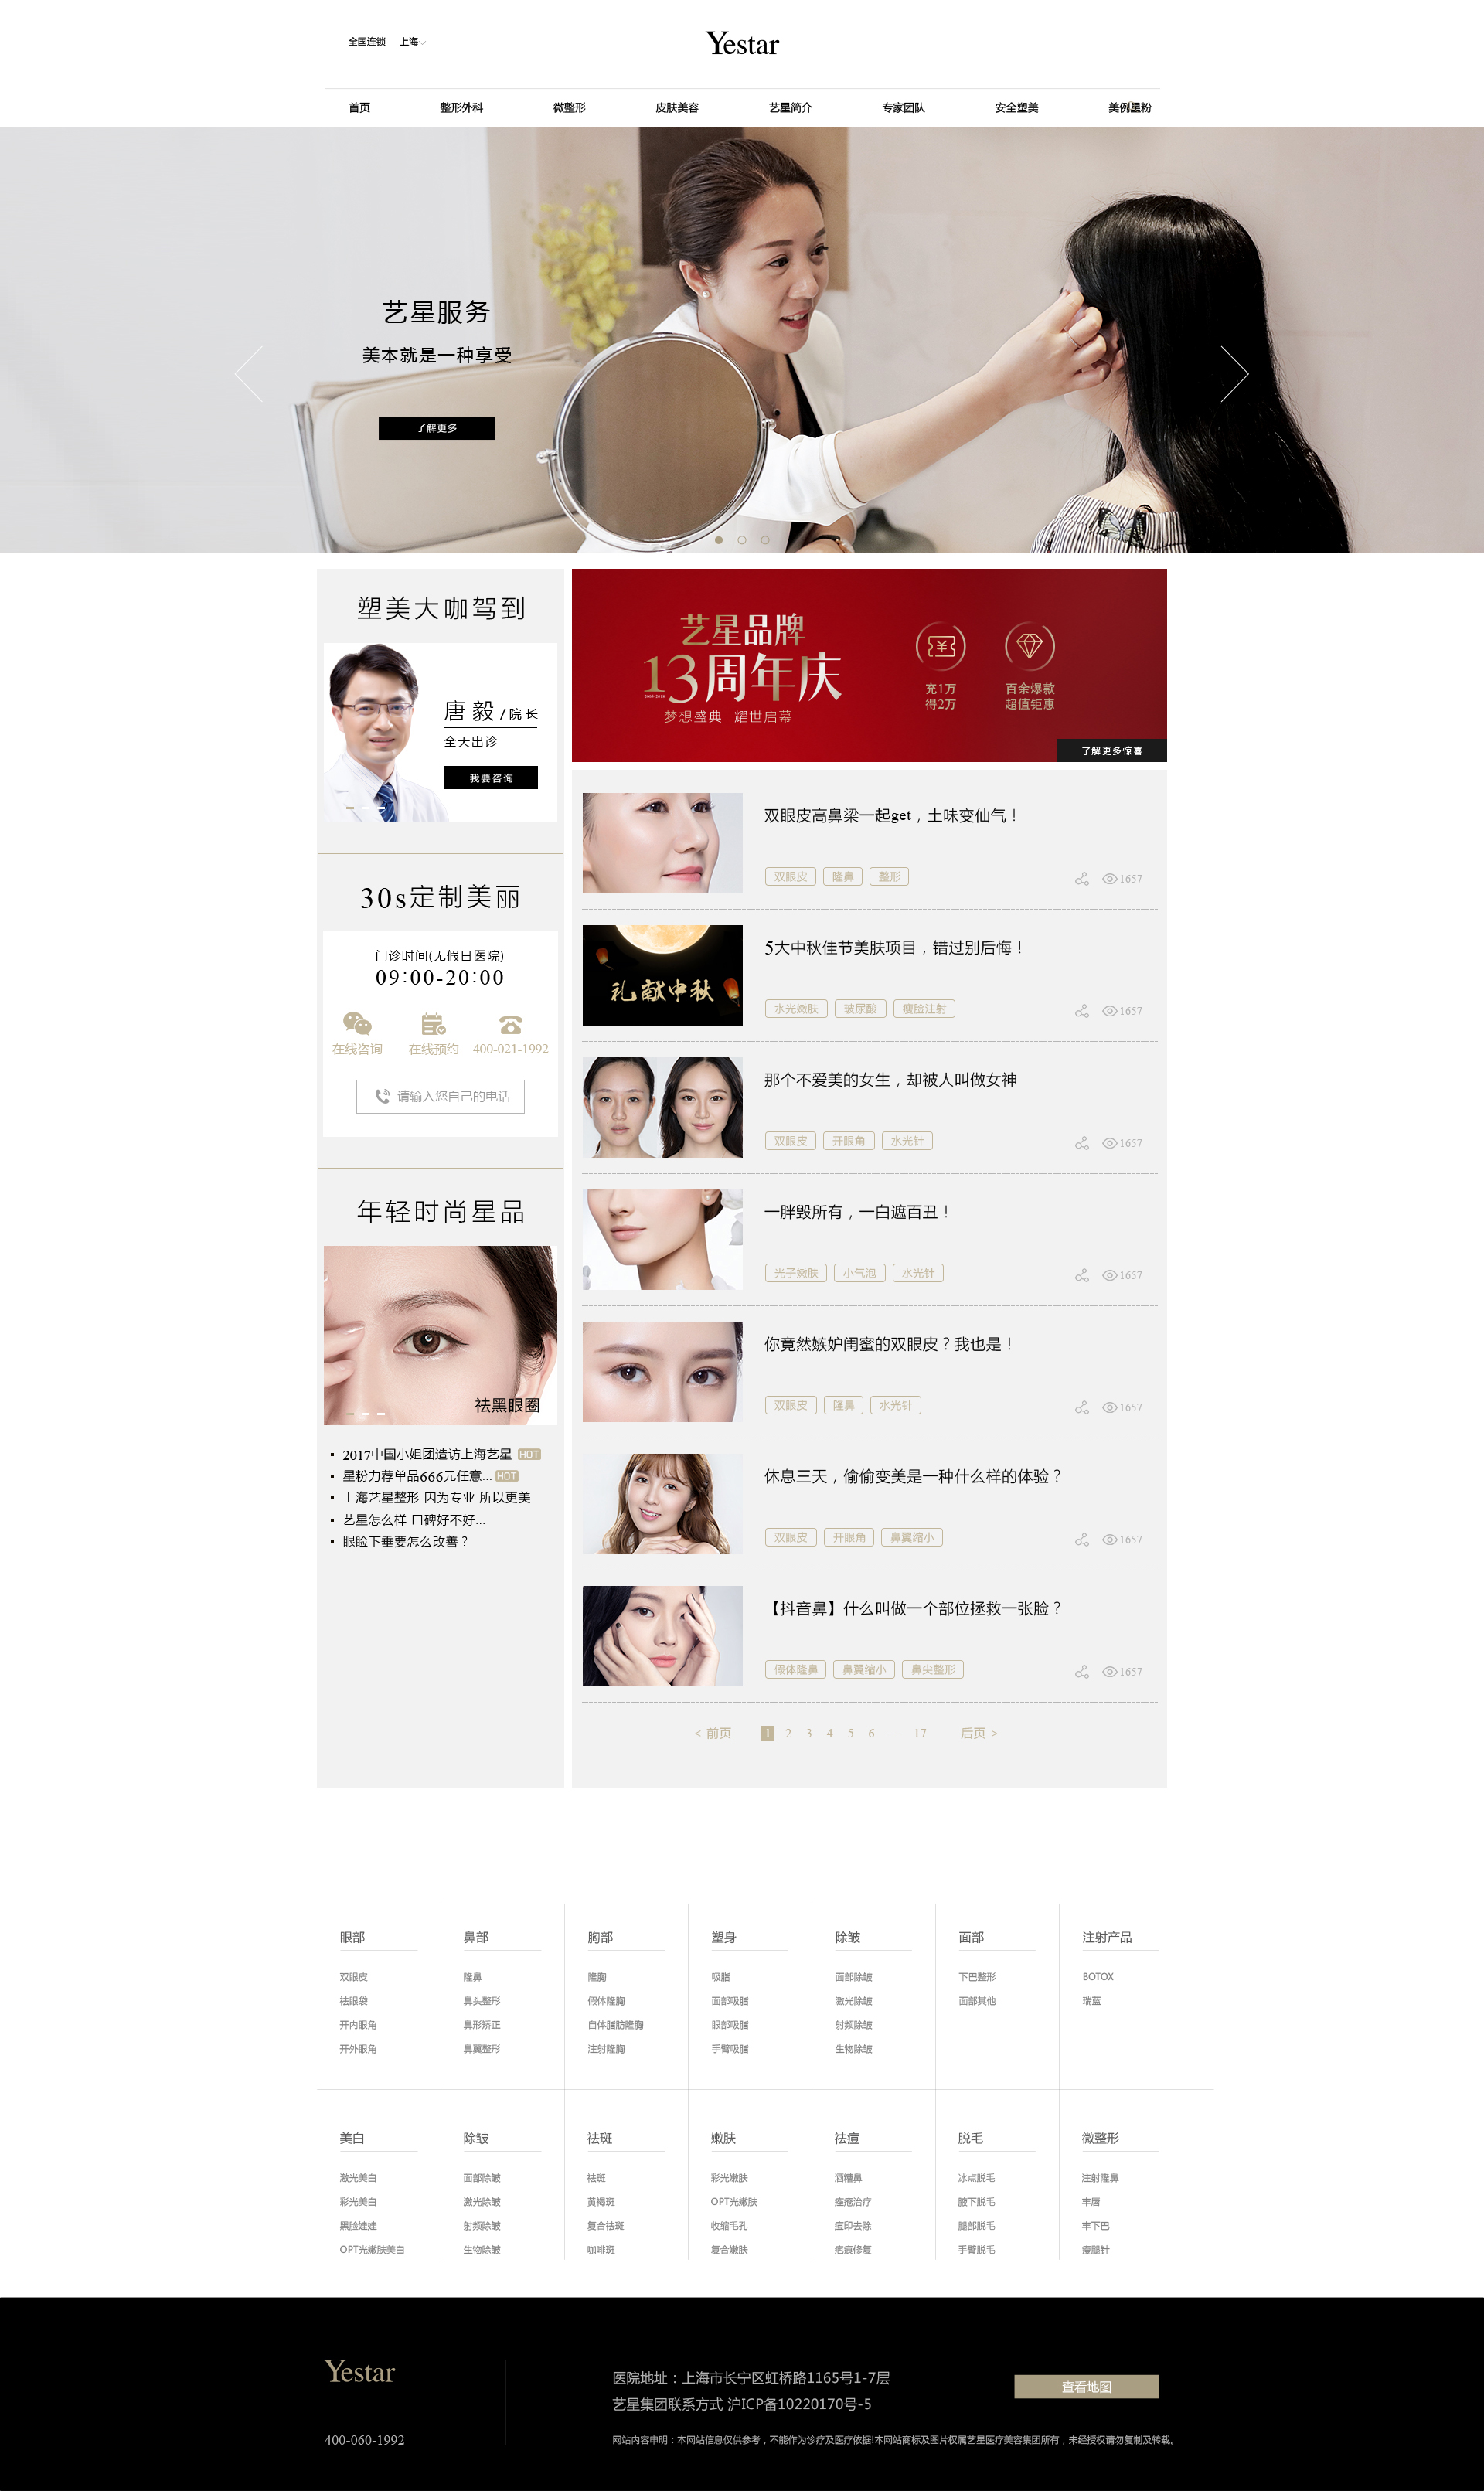 全国连锁 上海
Yestar
首页 整形外科 微整形 皮肤美容 艺星简介 专家团队 安全塑美 美例墨粉
艺星服务
美本就是一种享受
了解更多
塑美大咖驾到
唐毅/院长
全天出诊
我要咨询
艺星品牌
13周年庆
2005-2018
梦想盛典 耀世启幕
充1万
得2万
百余爆款
超值钜惠
了解更多惊喜
30s定制美丽
门诊时间(无假日医院)
09:00-20:00
在线咨询 在线预约 400-021-1992
请输入您自己的电话
年轻时尚星品
祛黑眼圈
2017中国小姐团造访上海艺星 HOT
星粉力荐单品666元任意... HOT
上海艺星整形 因为专业 所以更美
艺星怎么样 口碑好不好...
眼睑下垂要怎么改善？
双眼皮高鼻梁一起get，土味变仙气！
双眼皮 隆鼻 整形 1657
礼献中秋
5大中秋佳节美肤项目，错过别后悔！
水光嫩肤 玻尿酸 瘦脸注射 1657
那个不爱美的女生，却被人叫做女神
双眼皮 开眼角 水光针 1657
一胖毁所有，一白遮百丑！
光子嫩肤 小气泡 水光针 1657
你竟然嫉妒闺蜜的双眼皮？我也是！
双眼皮 隆鼻 水光针 1657
休息三天，偷偷变美是一种什么样的体验？
双眼皮 开眼角 鼻翼缩小 1657
【抖音鼻】什么叫做一个部位拯救一张脸？
假体隆鼻 鼻翼缩小 鼻尖整形 1657
< 前页 1 2 3 4 5 6 ... 17 后页 >
眼部 鼻部 胸部 塑身 除皱 面部 注射产品
双眼皮 隆鼻 隆胸 吸脂 面部除皱 下巴整形 BOTOX
祛眼袋 鼻头整形 假体隆胸 面部吸脂 激光除皱 面部其他 瑞蓝
开内眼角 鼻形矫正 自体脂肪隆胸 眼部吸脂 射频除皱
开外眼角 鼻翼整形 注射隆胸 手臂吸脂 生物除皱
美白 除皱 祛斑 嫩肤 祛痘 脱毛 微整形
激光美白 面部除皱 祛斑 彩光嫩肤 酒糟鼻 冰点脱毛 注射隆鼻
彩光美白 激光除皱 黄褐斑 OPT光嫩肤 痤疮治疗 腋下脱毛 丰唇
黑脸娃娃 射频除皱 复合祛斑 收缩毛孔 痘印去除 腿部脱毛 丰下巴
OPT光嫩肤美白 生物除皱 咖啡斑 复合嫩肤 疤痕修复 手臂脱毛 瘦腿针
Yestar
400-060-1992
医院地址：上海市长宁区虹桥路1165号1-7层
艺星集团联系方式 沪ICP备10220170号-5
网站内容申明：本网站信息仅供参考，不能作为诊疗及医疗依据!本网站商标及图片权属艺星医疗美容集团所有，未经授权请勿复制及转载。
查看地图